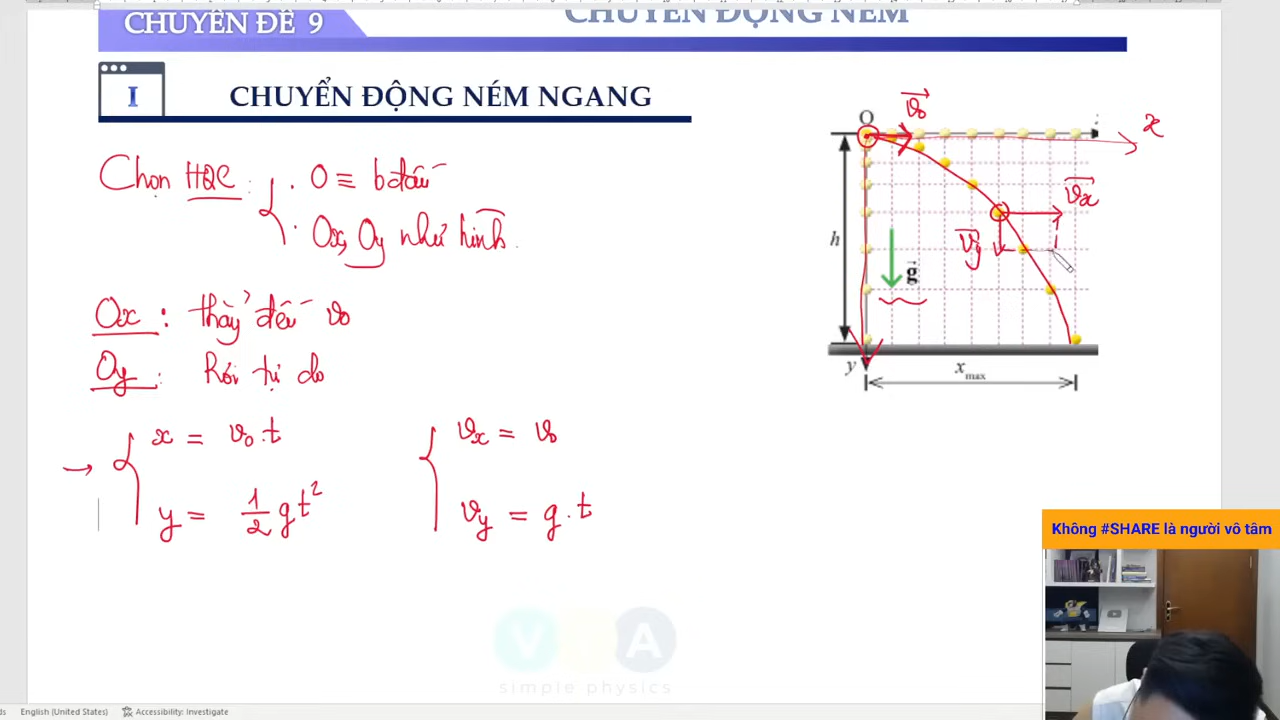 CHUYÊN ĐỀ 9
CHUYỂN ĐỘNG NÉM
I
CHUYỂN ĐỘNG NÉM NGANG
Chọn HQC: · O ≡ bđầu
· Ox, Oy như hình.
Ox: thẳng đều v0
Oy: Rơi tự do
→ x = v0.t
y = 1/2 gt²
vx = v0
vy = g.t
O
v0
x
vx
vy
h
g
y
xmax
Không #SHARE là người vô tâm
VTA
simple physics
English (United States)
Accessibility: Investigate